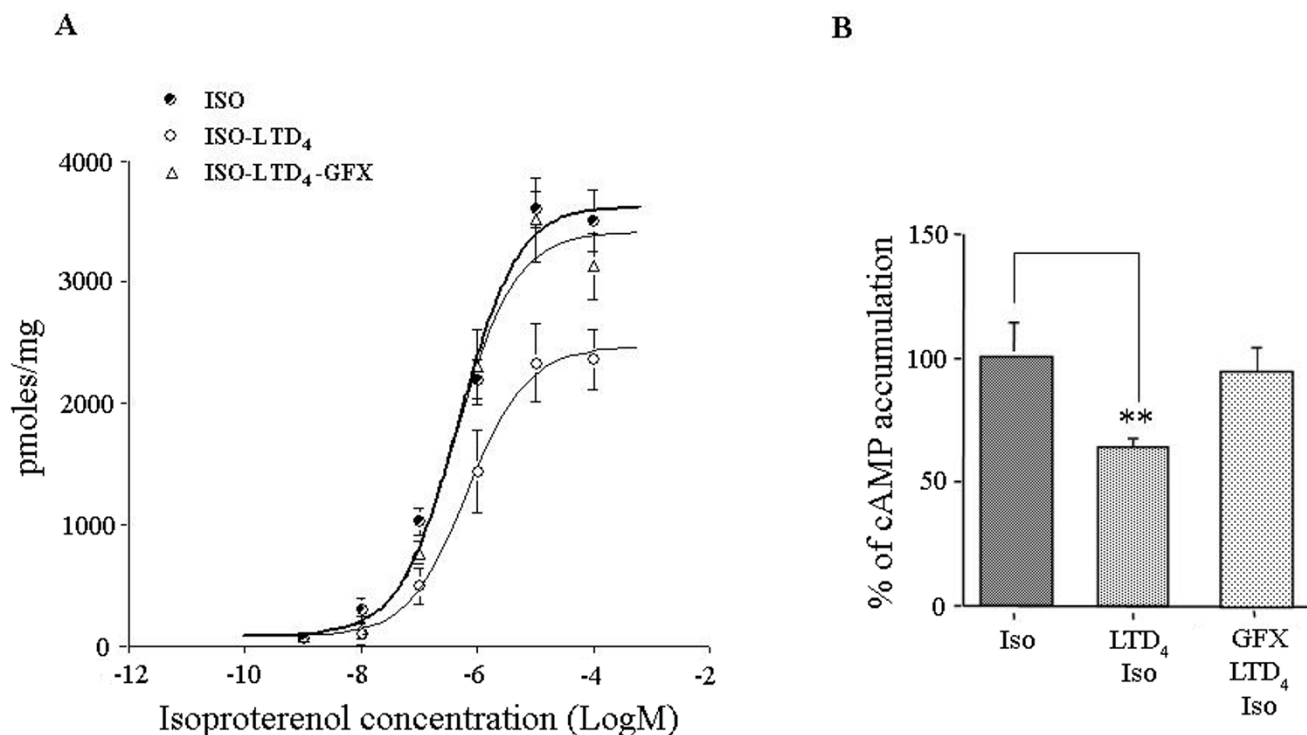 A
ISO
ISO-LTD4
ISO-LTD4-GFX
4000
3000
2000
1000
0
pmoles/mg
-12 -10 -8 -6 -4 -2
Isoproterenol concentration (LogM)
B
150
100
50
0
% of cAMP accumulation
**
Iso LTD4 GFX
Iso LTD4
Iso